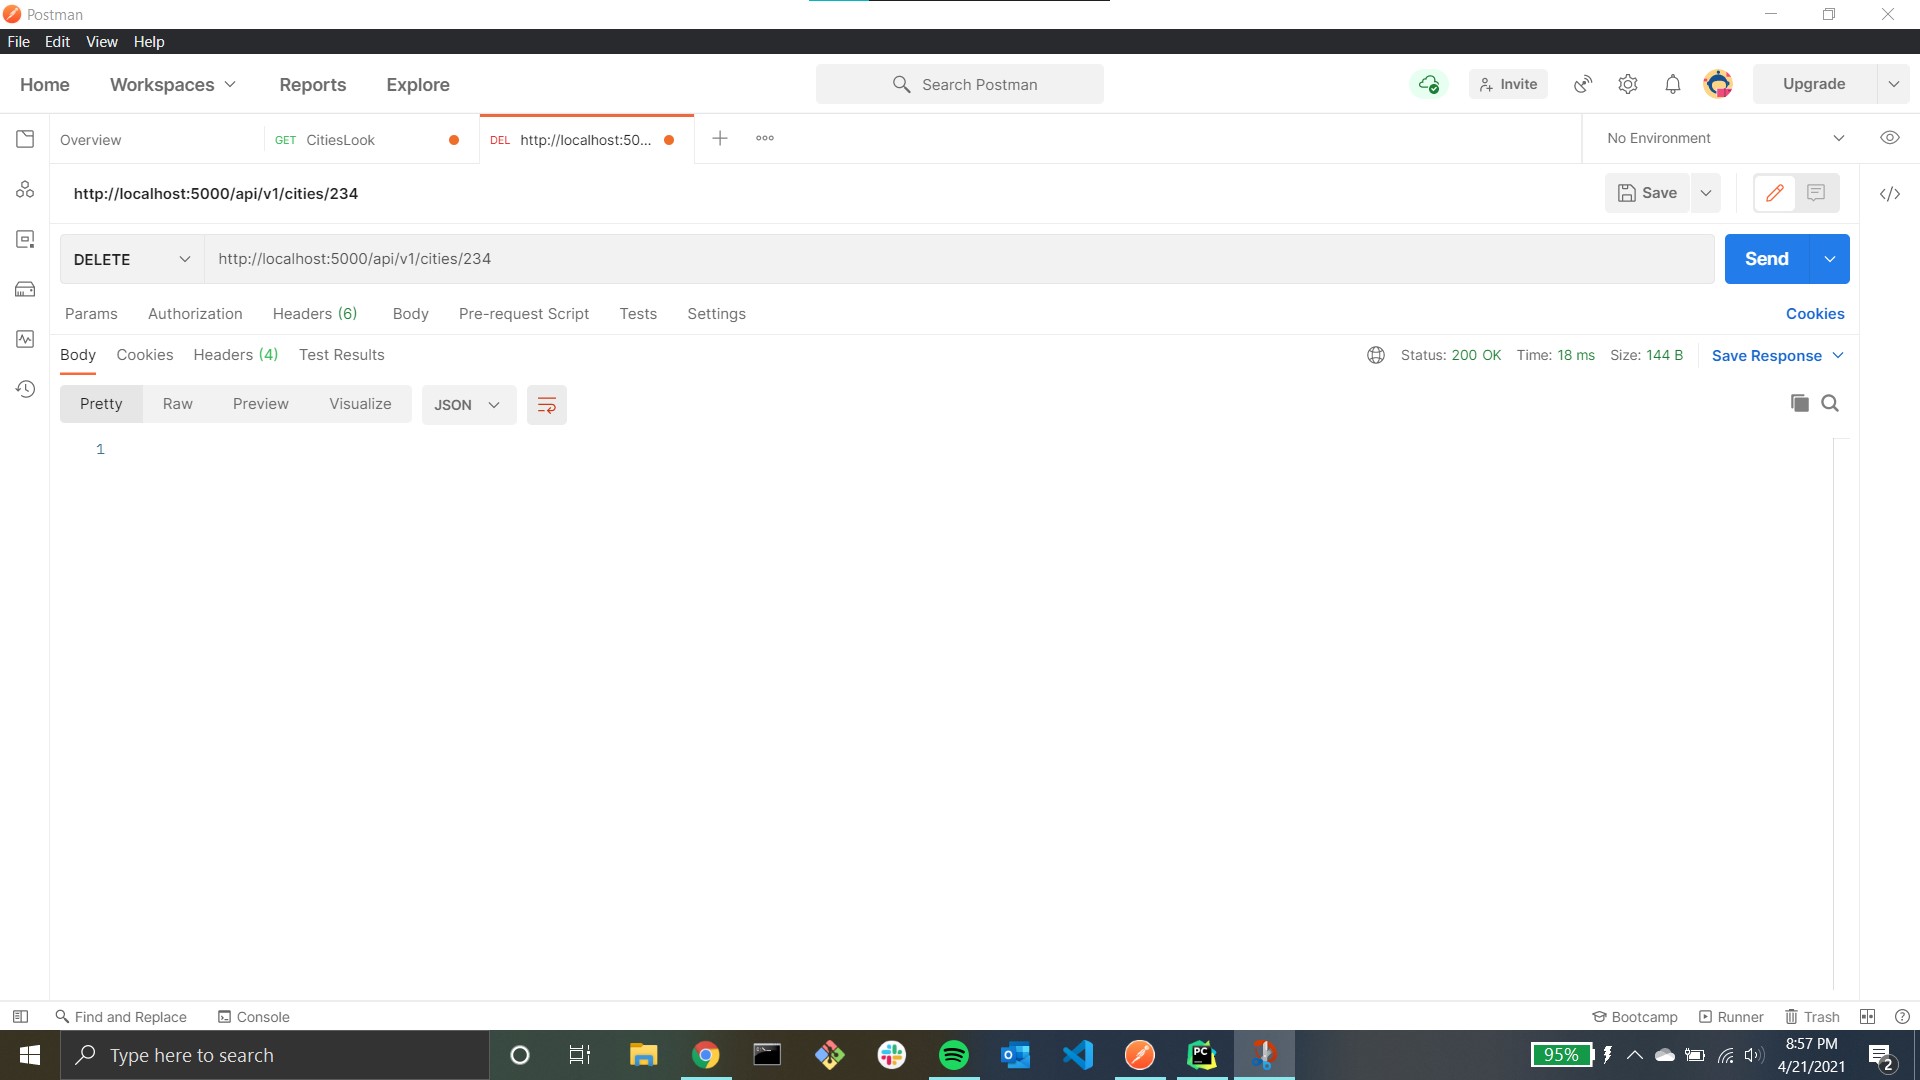 Postman
File Edit View Help
Home Workspaces Reports Explore Search Postman Invite Upgrade
Overview GET CitiesLook DEL http://localhost:50... No Environment
http://localhost:5000/api/v1/cities/234 Save
DELETE http://localhost:5000/api/v1/cities/234 Send
Params Authorization Headers (6) Body Pre-request Script Tests Settings Cookies
Body Cookies Headers (4) Test Results Status: 200 OK Time: 18 ms Size: 144 B Save Response
Pretty Raw Preview Visualize JSON
1
Find and Replace Console Bootcamp Runner Trash
Type here to search PC 95% 8:57 PM
4/21/2021 2